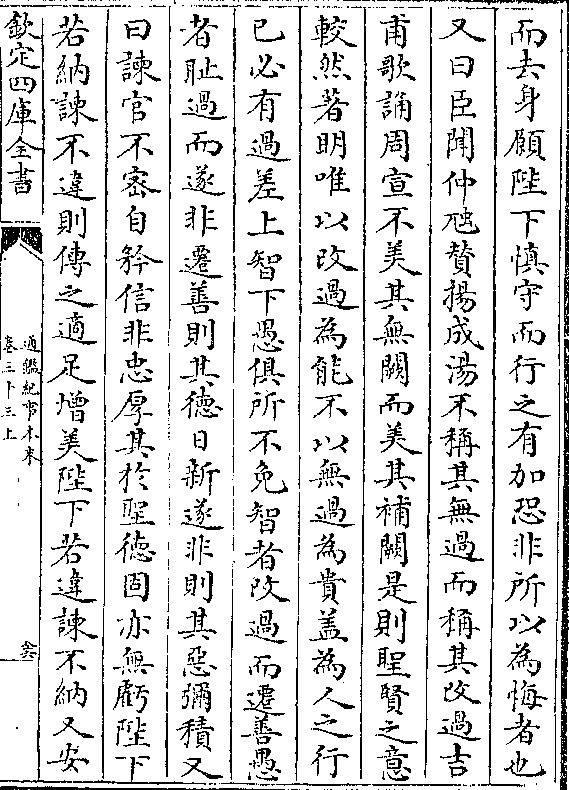 而去身願陛下慎守而行之有加恐非所以為悔者也
又曰臣聞仲虺贊揚成湯不稱其無過而稱其改過吉
甫歌誦周宣不美其無闕而美其補闕是則聖賢之意
較然著明唯以改過為能不以無過為貴盖為人之行
已必有過差上智下愚俱所不免智者改過而遷善愚
者恥過而遂非遷善則其德日新遂非則其惡彌積又
曰諫官不宻自矜信非忠厚其於聖德固亦無虧陛下
若納諫不違則傳之適足增美陛下若違諫不納又安
欽定四庫全書
通鑑紀事本末
卷三十三上